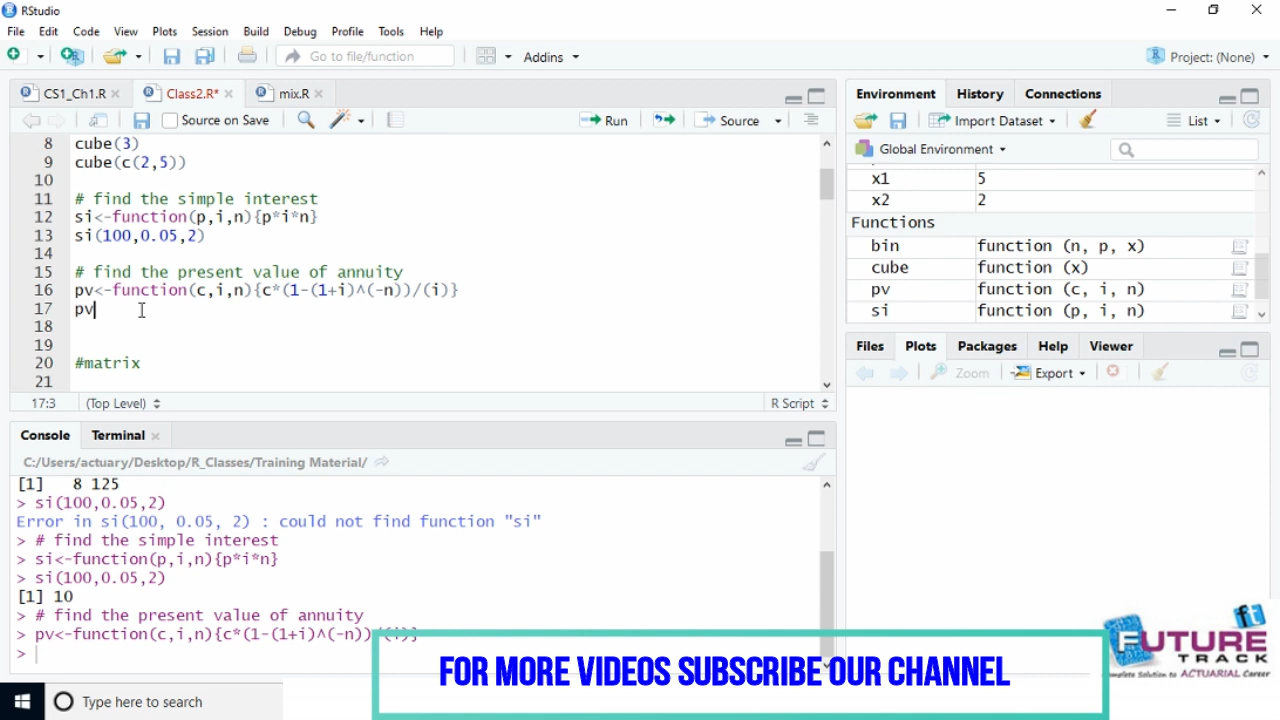 RStudio
File Edit Code View Plots Session Build Debug Profile Tools Help
Go to file/function Addins Project: (None)
CS1_Ch1.R Class2.R* mix.R
Source on Save Run Source
8 cube(3)
9 cube(c(2,5))
10
11 # find the simple interest
12 si<-function(p,i,n){p*i*n}
13 si(100,0.05,2)
14
15 # find the present value of annuity
16 pv<-function(c,i,n){c*(1-(1+i)^(-n))/(i)}
17 pv
18
19
20 #matrix
21
17:3 (Top Level) R Script
Console Terminal
C:/Users/actuary/Desktop/R_Classes/Training Material/
[1] 8 125
> si(100,0.05,2)
Error in si(100, 0.05, 2) : could not find function "si"
> # find the simple interest
> si<-function(p,i,n){p*i*n}
> si(100,0.05,2)
[1] 10
> # find the present value of annuity
> pv<-function(c,i,n){c*(1-(1+i)^(-n))/(i)}
>
Environment History Connections
Import Dataset List
Global Environment
x1 5
x2 2
Functions
bin function (n, p, x)
cube function (x)
pv function (c, i, n)
si function (p, i, n)
Files Plots Packages Help Viewer
Zoom Export
ft
FUTURE
TRACK
Complete Solution to ACTUARIAL Career
FOR MORE VIDEOS SUBSCRIBE OUR CHANNEL
Type here to search